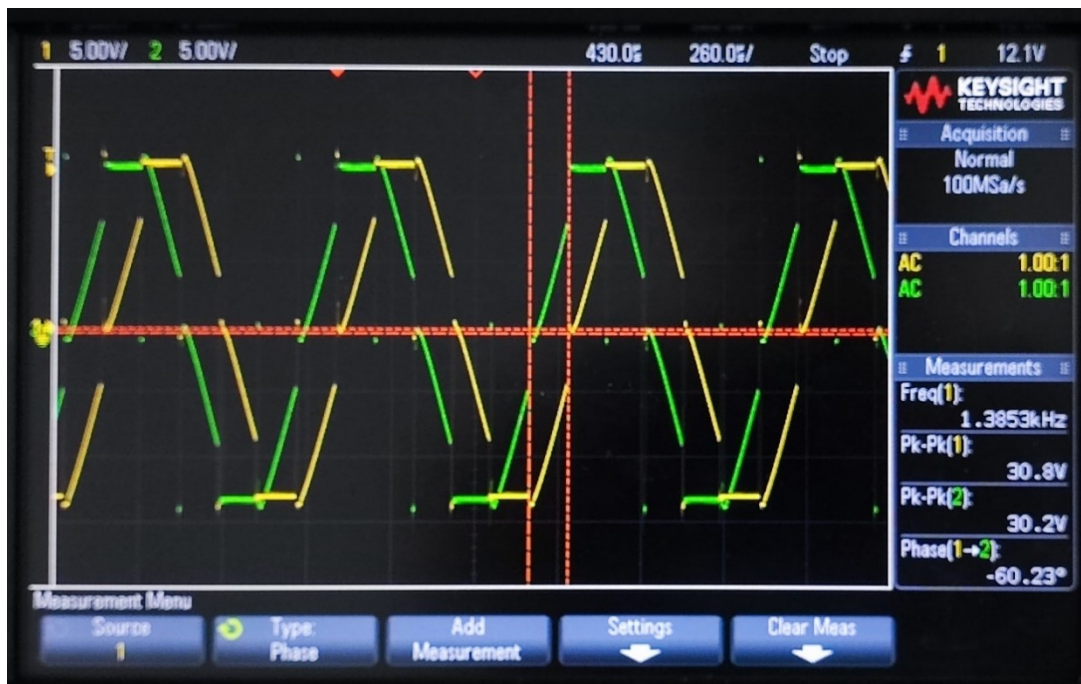 1 5.00V/ 2 5.00V/ 430.0s 260.0s/ Stop 1 12.1V
KEYSIGHT
TECHNOLOGIES
Acquisition
Normal
100MSa/s
Channels
AC 1.00:1
AC 1.00:1
Measurements
Freq(1):
1.3853kHz
Pk-Pk(1):
30.8V
Pk-Pk(2):
30.2V
Phase(1→2):
-60.23°
Measurement Menu
Source
1
Type:
Phase
Add
Measurement
Settings
Clear Meas